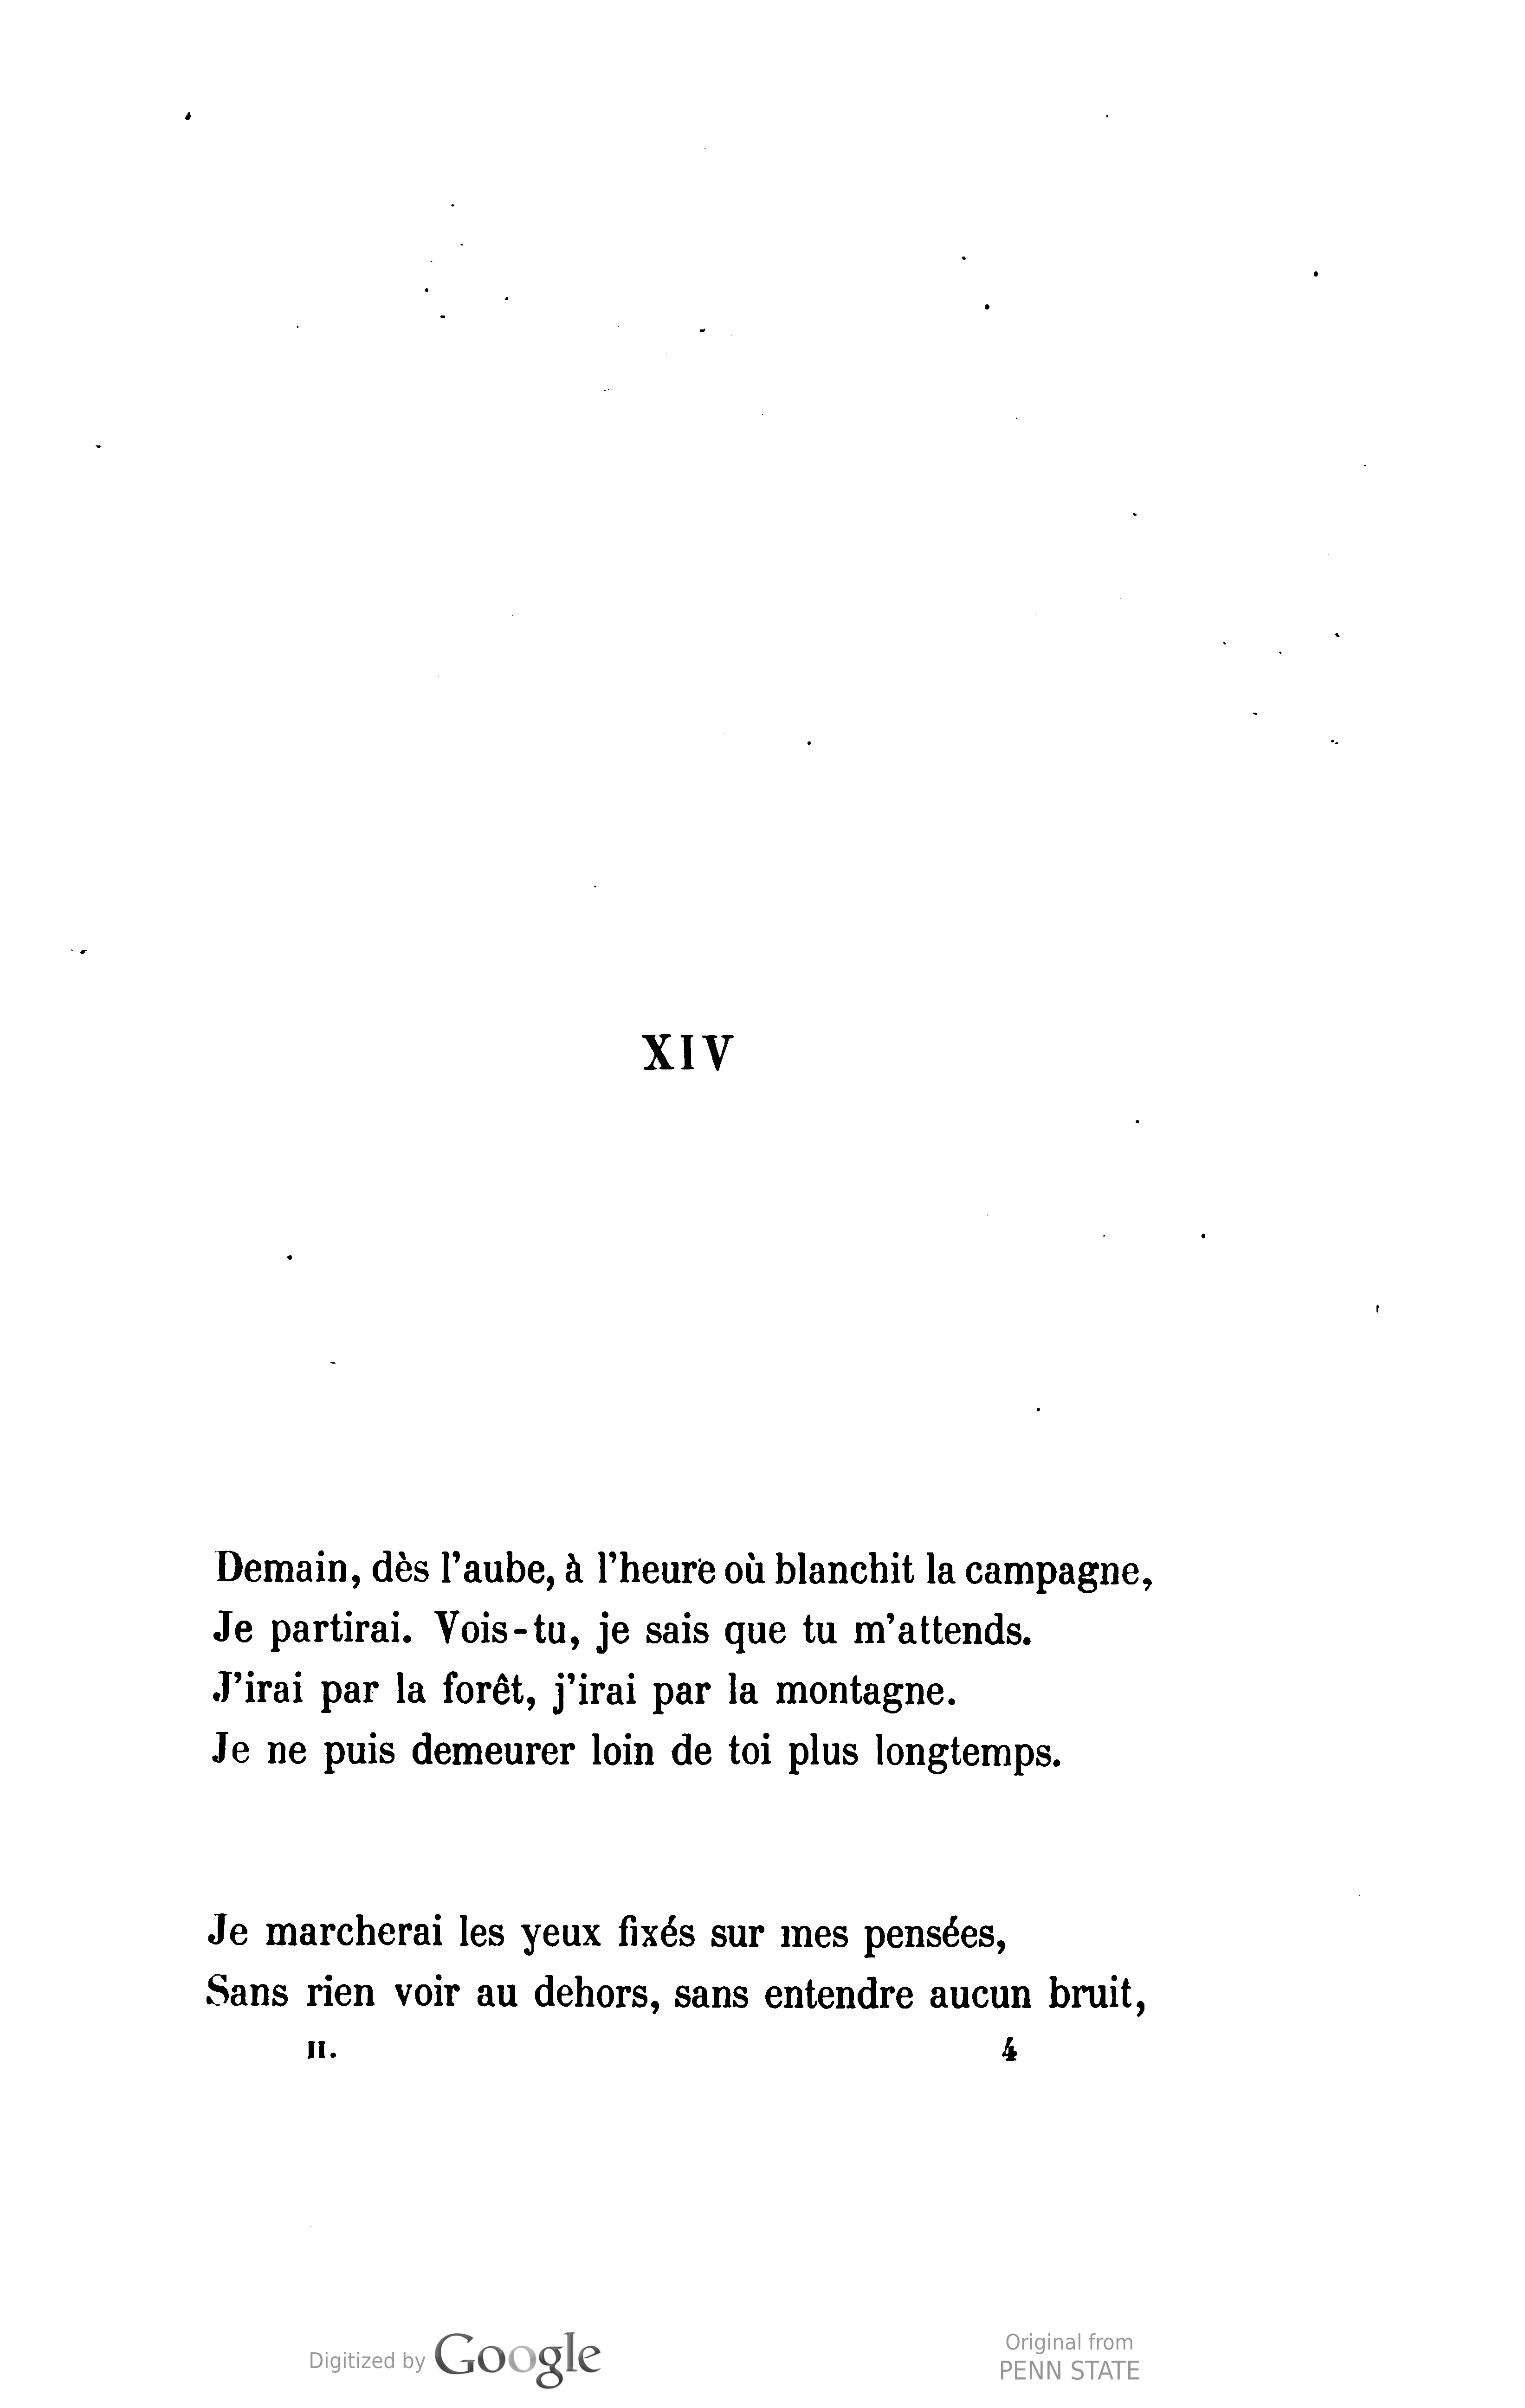 XIV
Demain, dès l'aube, à l'heure où blanchit la campagne,
Je partirai. Vois-tu, je sais que tu m'attends.
J'irai par la forêt, j'irai par la montagne.
Je ne puis demeurer loin de toi plus longtemps.
Je marcherai les yeux fixés sur mes pensées,
Sans rien voir au dehors, sans entendre aucun bruit,
II. 4
Digitized by Google
Original from
PENN STATE